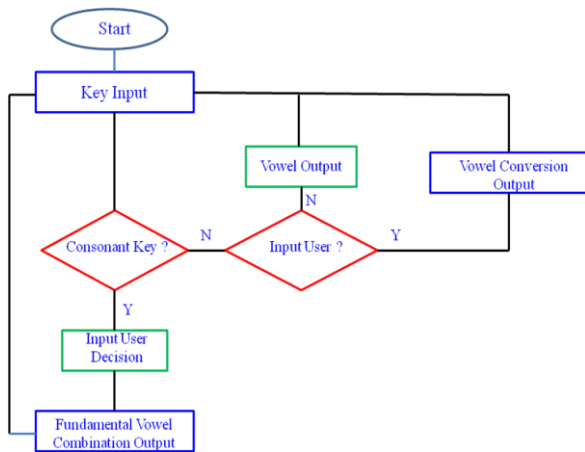 Start
Key Input
Vowel Output
Vowel Conversion
Output
N
Consonant Key ?
N
Input User ?
Y
Y
Input User
Decision
Fundamental Vowel
Combination Output